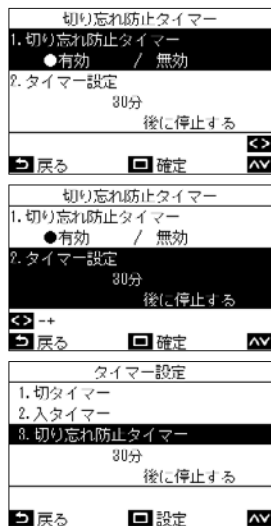 切り忘れ防止タイマー
1.切り忘れ防止タイマー
●有効 / 無効
2.タイマー設定
30分
後に停止する
<>
戻る 確定 ∧∨
切り忘れ防止タイマー
1.切り忘れ防止タイマー
●有効 / 無効
2.タイマー設定
30分
後に停止する
<> -+
戻る 確定 ∧∨
タイマー設定
1.切タイマー
2.入タイマー
3.切り忘れ防止タイマー
30分
後に停止する
戻る 設定 ∧∨